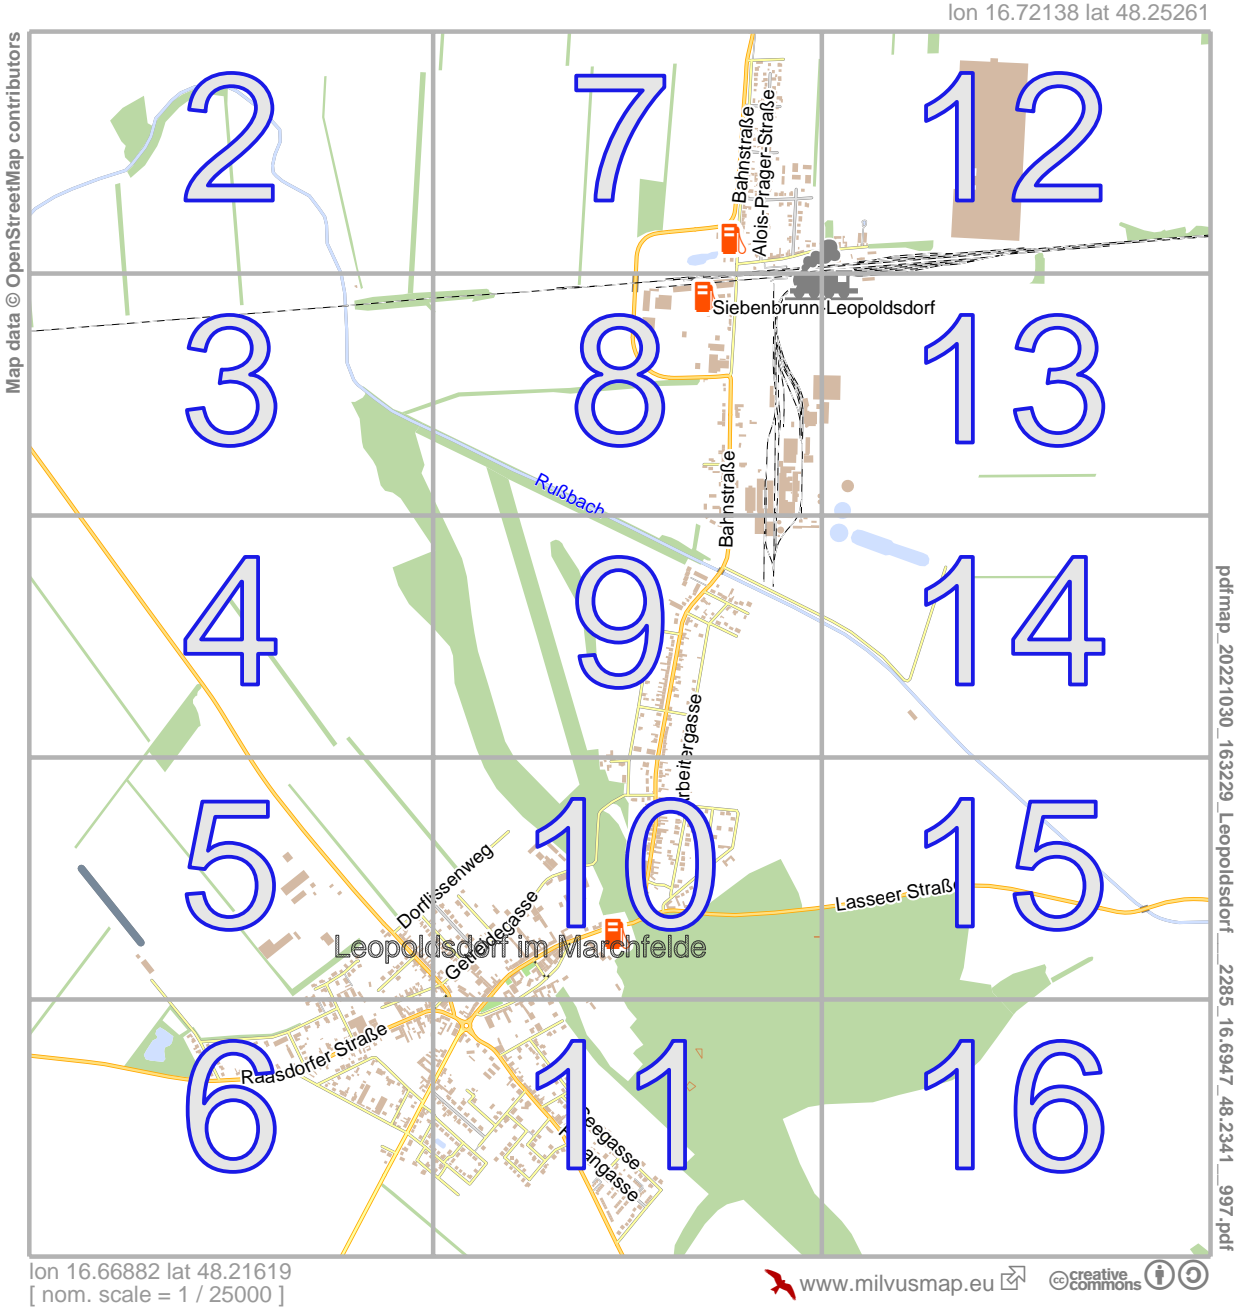 lon 16.72138 lat 48.25261
Map data © OpenStreetMap contributors
2
7
12
Bahnstraße
Alois-Prager-Straße
Siebenbrunn-Leopoldsdorf
3
8
13
Rußbach
Bahnstraße
4
9
14
Arbeitergasse
5
10
15
Dorflissenweg
Getreidegasse
Lasseer Straße
Leopoldsdorf im Marchfelde
Raasdorfer Straße
6
11
16
Seegasse
pdfmap_20221030_163229_Leopoldsdorf___2285_16.6947_48.2341__997.pdf
lon 16.66882 lat 48.21619
[ nom. scale = 1 / 25000 ]
www.milvusmap.eu
cc creative commons